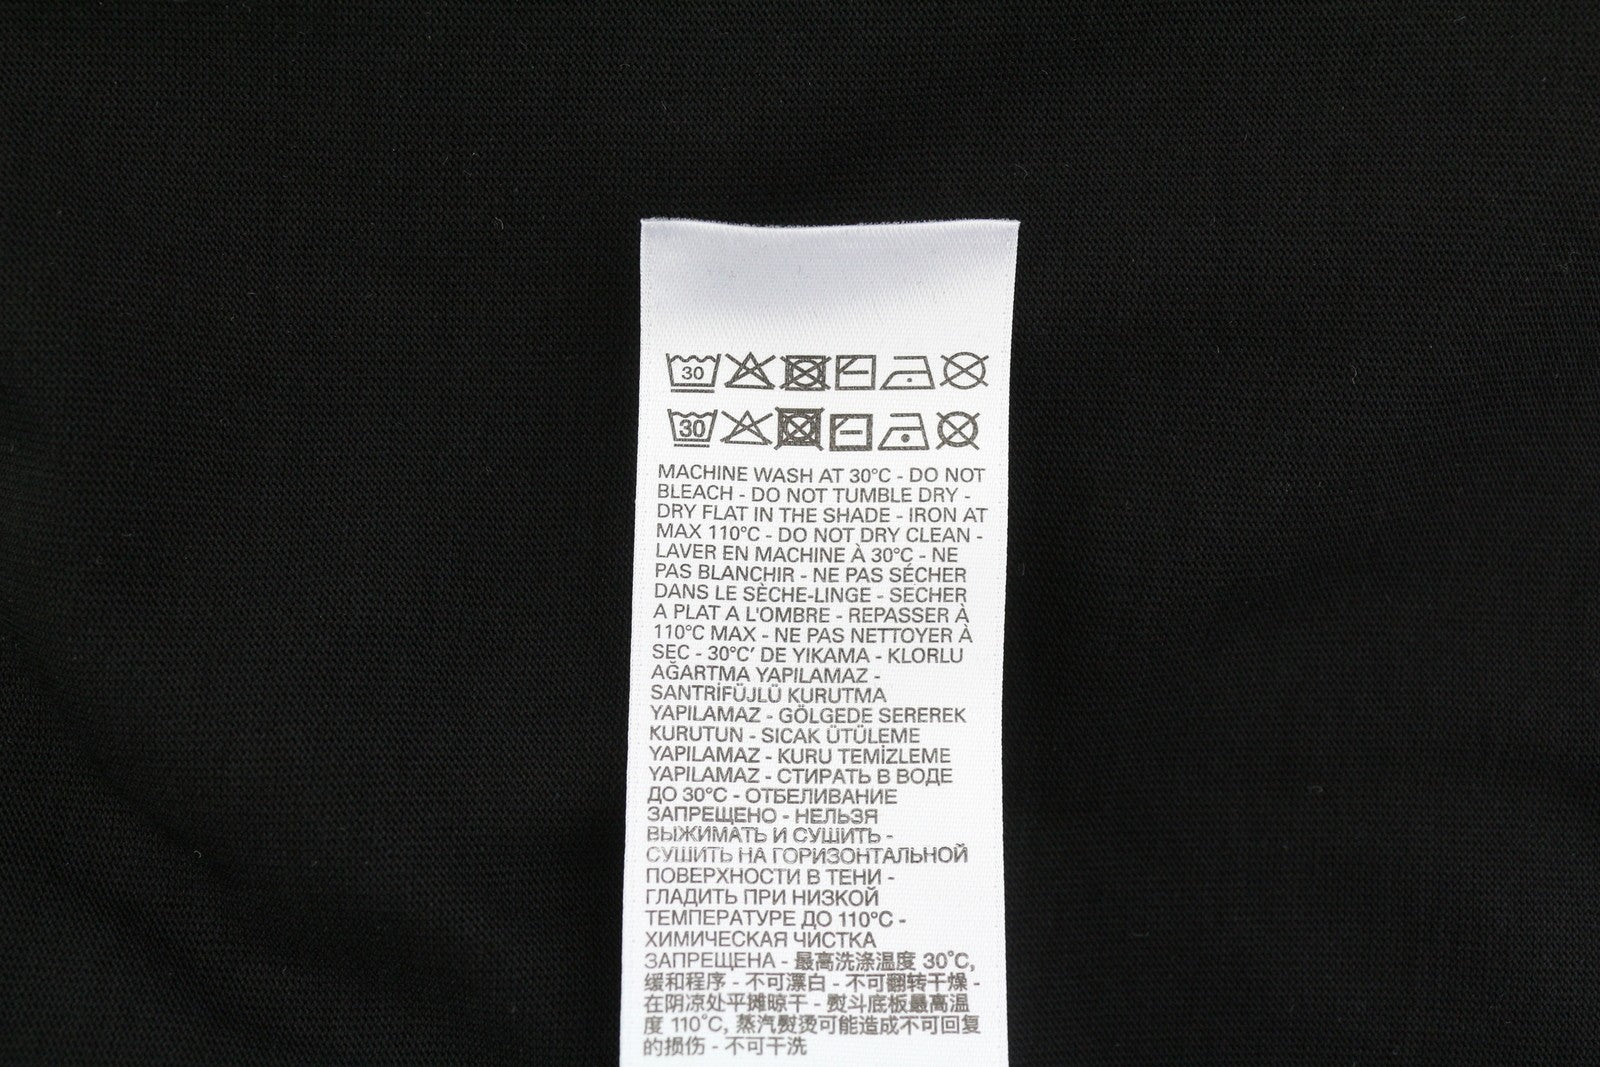 30
30
MACHINE WASH AT 30°C - DO NOT
BLEACH - DO NOT TUMBLE DRY -
DRY FLAT IN THE SHADE - IRON AT
MAX 110°C - DO NOT DRY CLEAN -
LAVER EN MACHINE À 30°C - NE
PAS BLANCHIR - NE PAS SÉCHER
DANS LE SÈCHE-LINGE - SECHER
A PLAT A L'OMBRE - REPASSER À
110°C MAX - NE PAS NETTOYER À
SEC - 30°C' DE YIKAMA - KLORLU
AĞARTMA YAPILAMAZ -
SANTRİFÜJLÜ KURUTMA
YAPILAMAZ - GÖLGEDE SEREREK
KURUTUN - SICAK ÜTÜLEME
YAPILAMAZ - KURU TEMİZLEME
YAPILAMAZ - СТИРАТЬ В ВОДЕ
ДО 30°C - ОТБЕЛИВАНИЕ
ЗАПРЕЩЕНО - НЕЛЬЗЯ
ВЫЖИМАТЬ И СУШИТЬ -
СУШИТЬ НА ГОРИЗОНТАЛЬНОЙ
ПОВЕРХНОСТИ В ТЕНИ -
ГЛАДИТЬ ПРИ НИЗКОЙ
ТЕМПЕРАТУРЕ ДО 110°C -
ХИМИЧЕСКАЯ ЧИСТКА
ЗАПРЕЩЕНА - 最高洗涤温度 30°C,
缓和程序 - 不可漂白 - 不可翻转干燥 -
在阴凉处平摊晾干 - 熨斗底板最高温
度 110°C, 蒸汽熨烫可能造成不可回复
的损伤 - 不可干洗